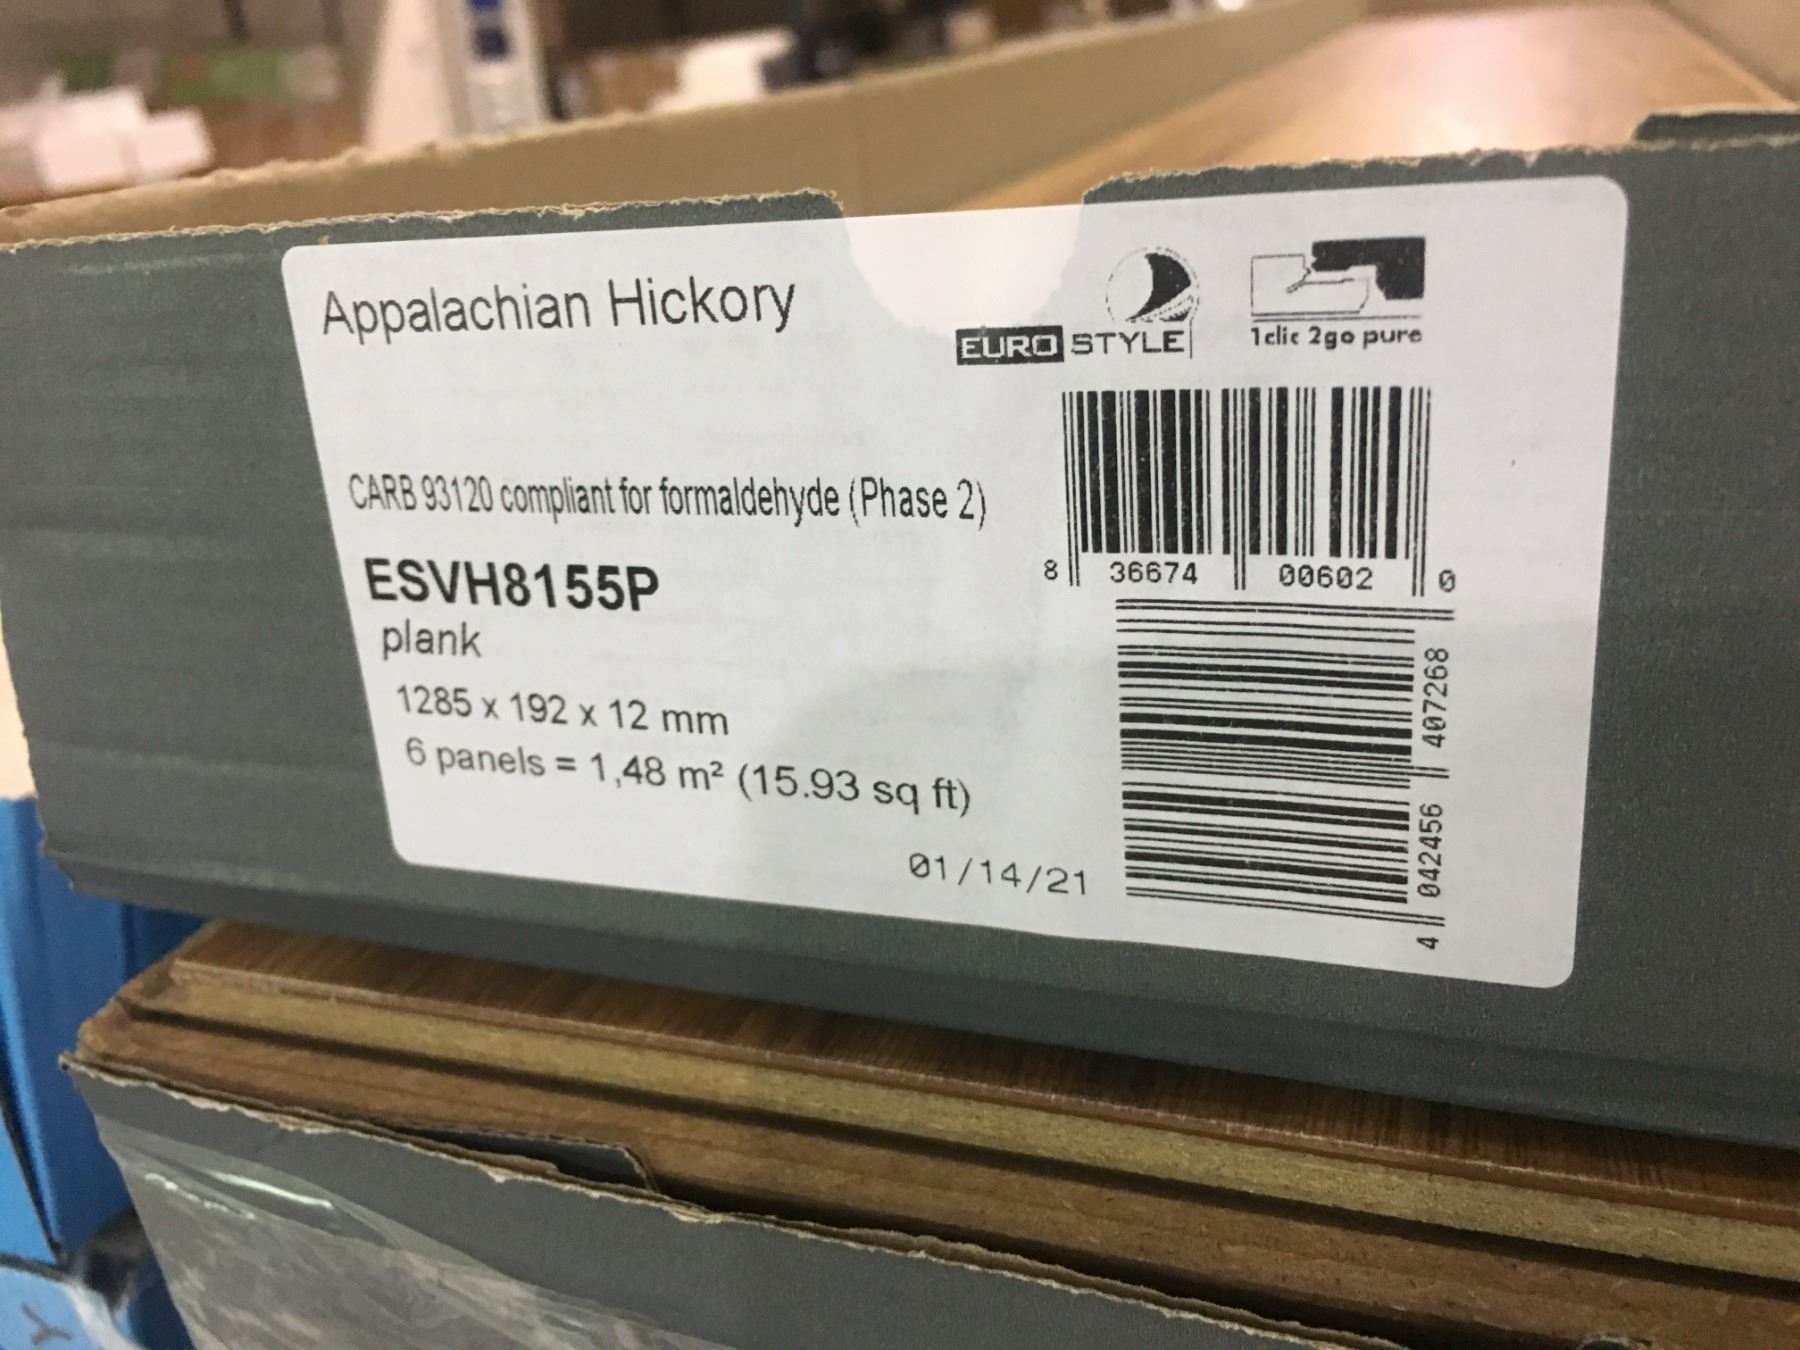 Appalachian Hickory
EURO STYLE
1clic 2go pure
CARB 93120 compliant for formaldehyde (Phase 2)
ESVH8155P
plank
1285 x 192 x 12 mm
6 panels = 1,48 m² (15.93 sq ft)
01/14/21
8 36674 00602 0
4 042456 407268